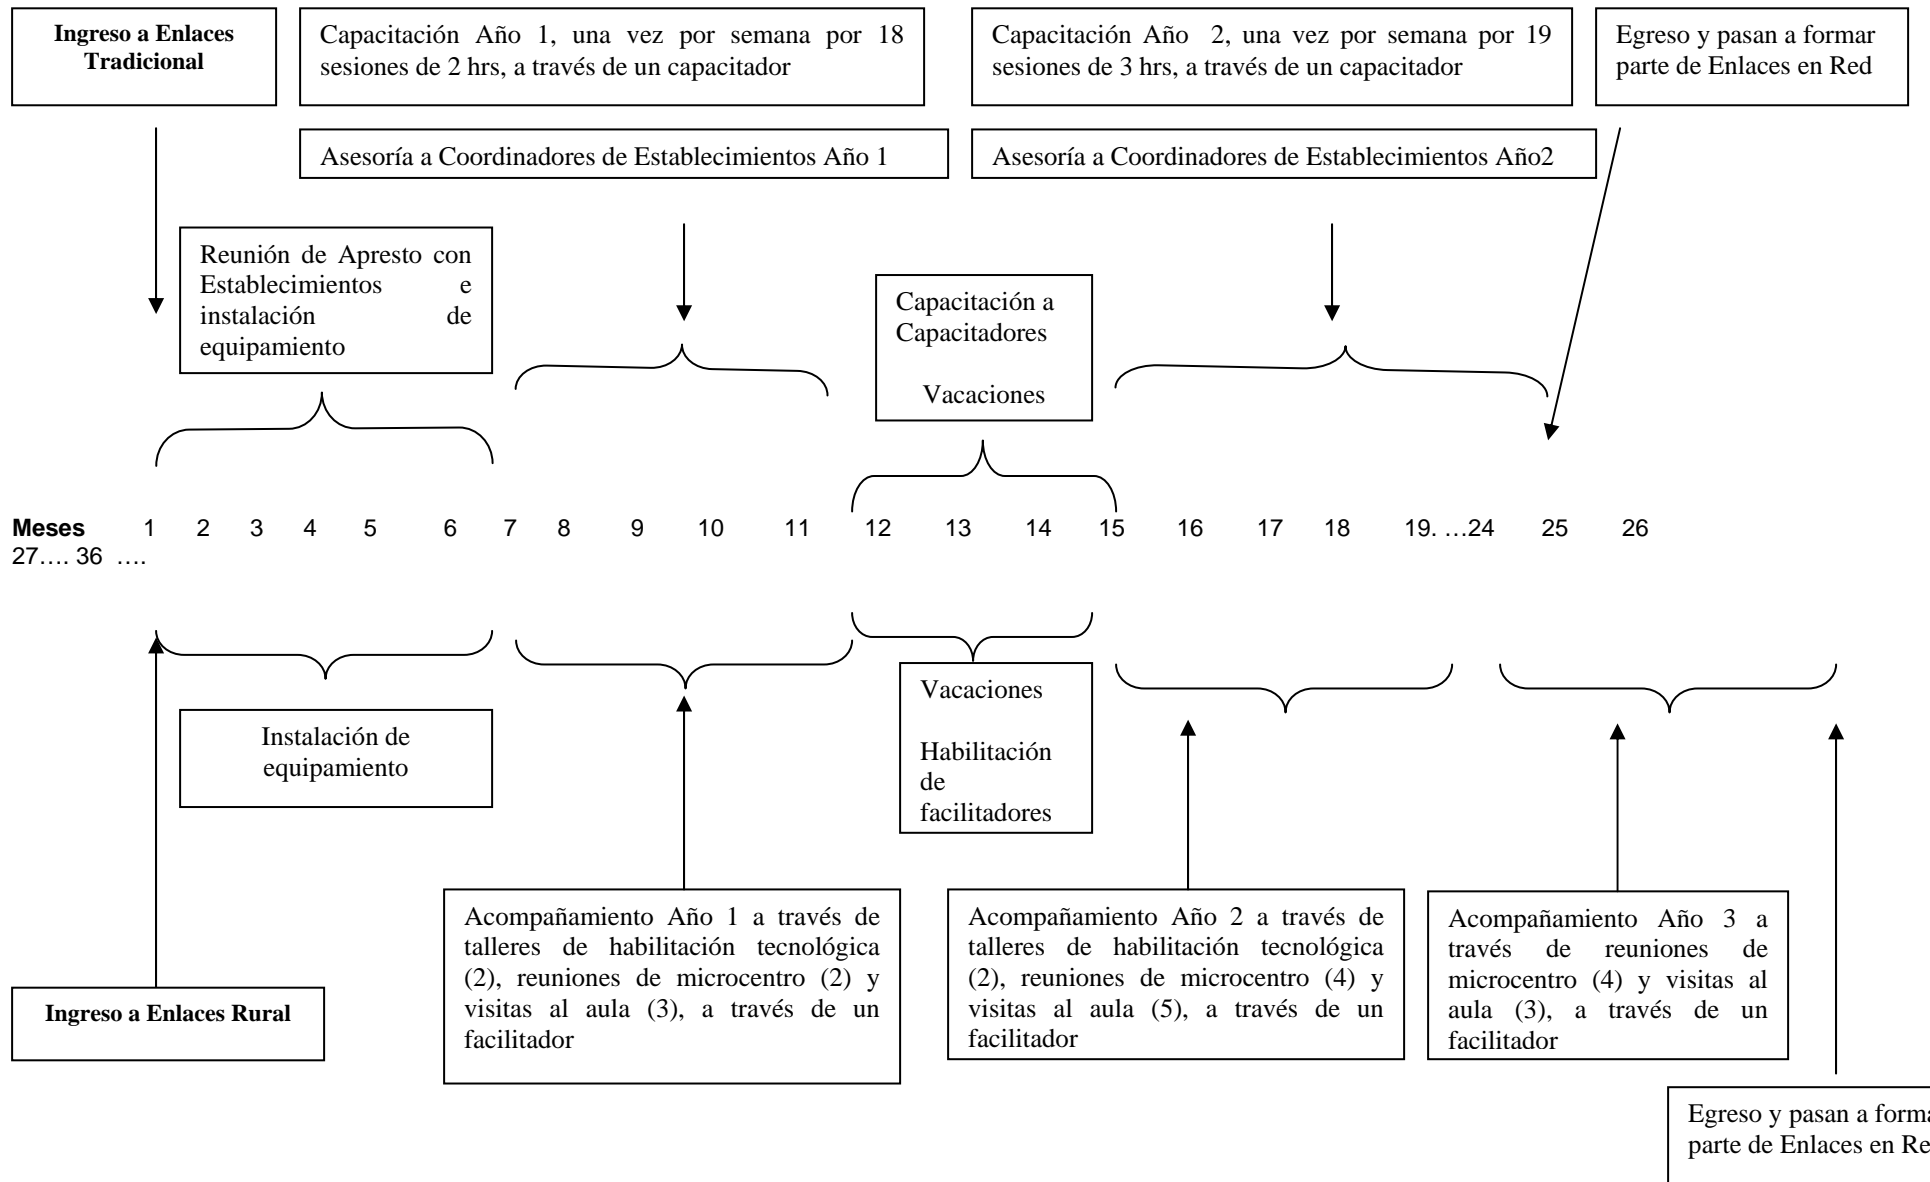 Ingreso a Enlaces
Tradicional
Capacitación Año 1, una vez por semana por 18
sesiones de 2 hrs, a través de un capacitador
Capacitación Año 2, una vez por semana por 19
sesiones de 3 hrs, a través de un capacitador
Egreso y pasan a formar
parte de Enlaces en Red
Asesoría a Coordinadores de Establecimientos Año 1
Asesoría a Coordinadores de Establecimientos Año2
Reunión de Apresto con
Establecimientos e
instalación de
equipamiento
Capacitación a
Capacitadores
Vacaciones
Meses 1 2 3 4 5 6 7 8 9 10 11 12 13 14 15 16 17 18 19. …24 25 26
27…. 36 ….
Instalación de
equipamiento
Vacaciones
Habilitación
de
facilitadores
Ingreso a Enlaces Rural
Acompañamiento Año 1 a través de
talleres de habilitación tecnológica
(2), reuniones de microcentro (2) y
visitas al aula (3), a través de un
facilitador
Acompañamiento Año 2 a través de
talleres de habilitación tecnológica
(2), reuniones de microcentro (4) y
visitas al aula (5), a través de un
facilitador
Acompañamiento Año 3 a
través de reuniones de
microcentro (4) y visitas al
aula (3), a través de un
facilitador
Egreso y pasan a forma
parte de Enlaces en Re